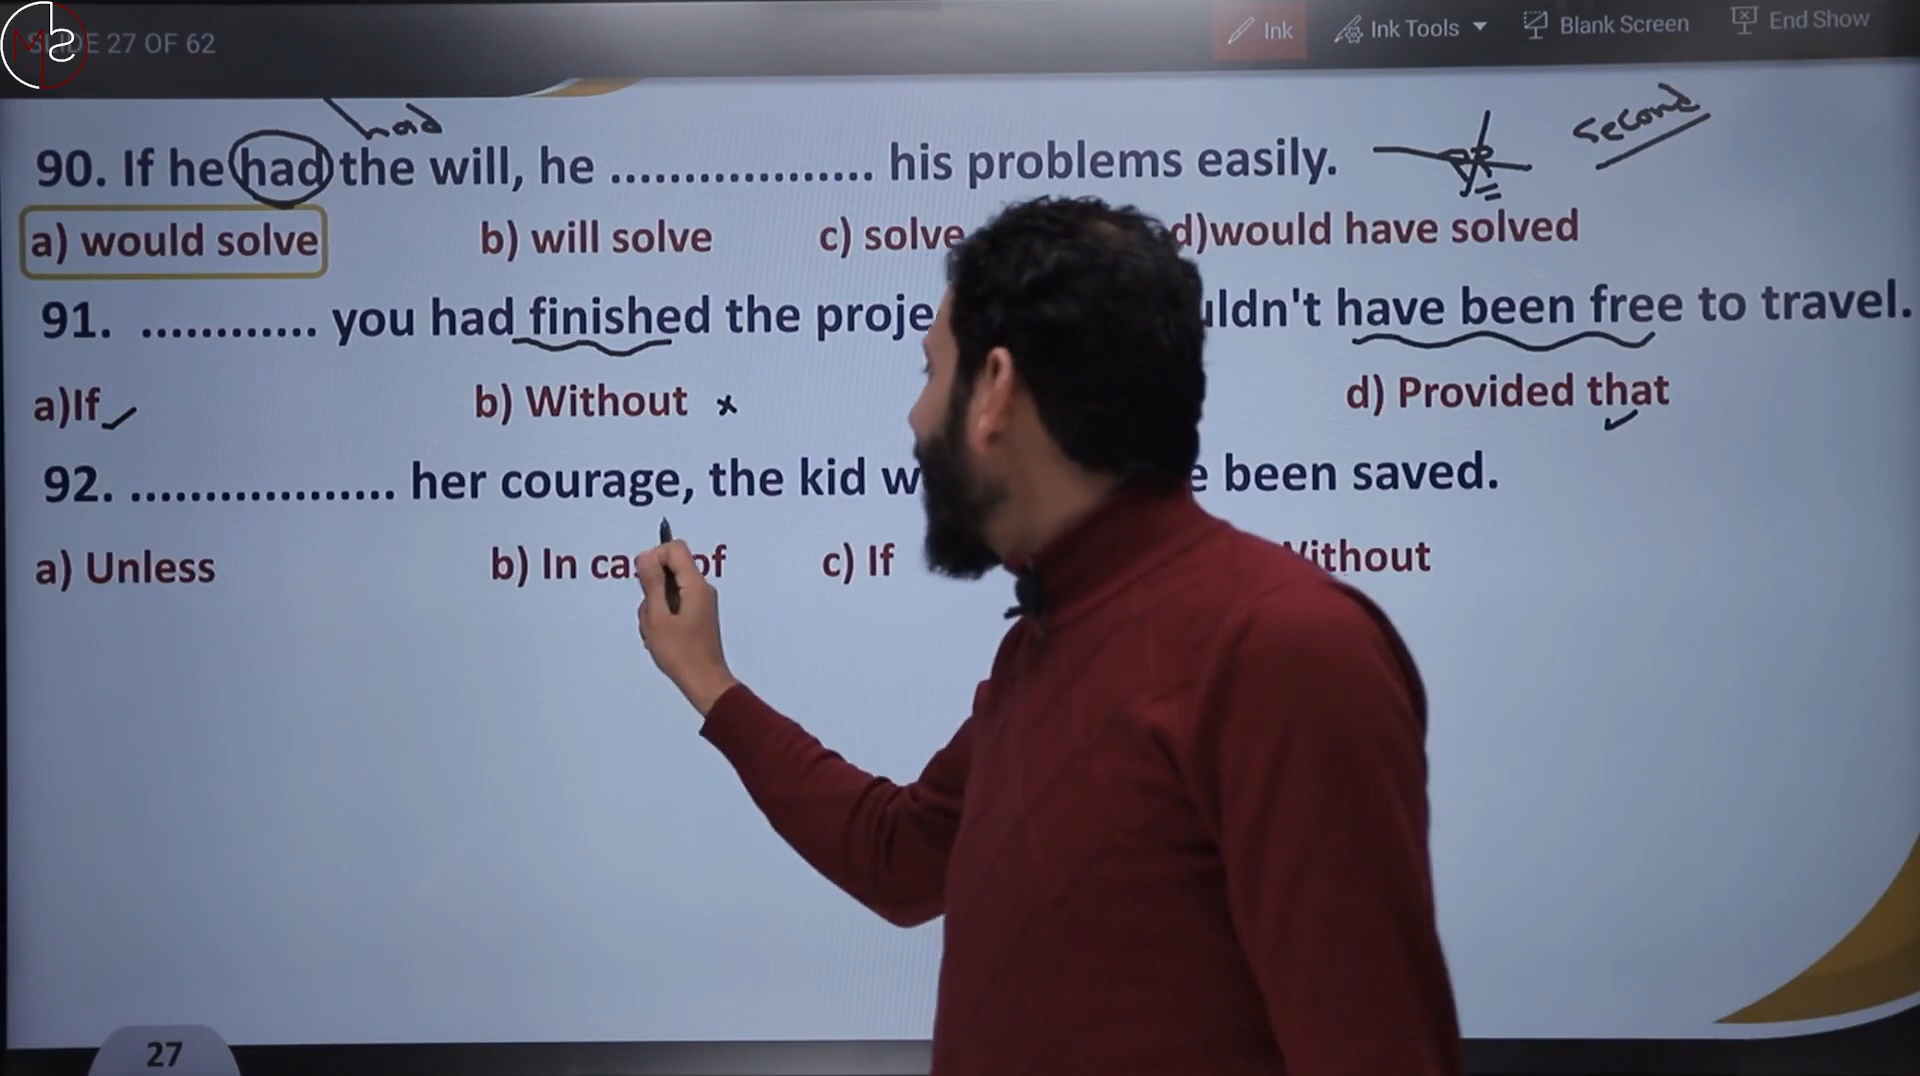 SLIDE 27 OF 62
Ink Ink Tools Blank Screen End Show
had
second
90. If he had the will, he .................. his problems easily.
a) would solve b) will solve c) solve d)would have solved
91. ............ you had finished the proje uldn't have been free to travel.
a)If b) Without d) Provided that
92. .................. her courage, the kid w e been saved.
a) Unless b) In case of c) If Without
27